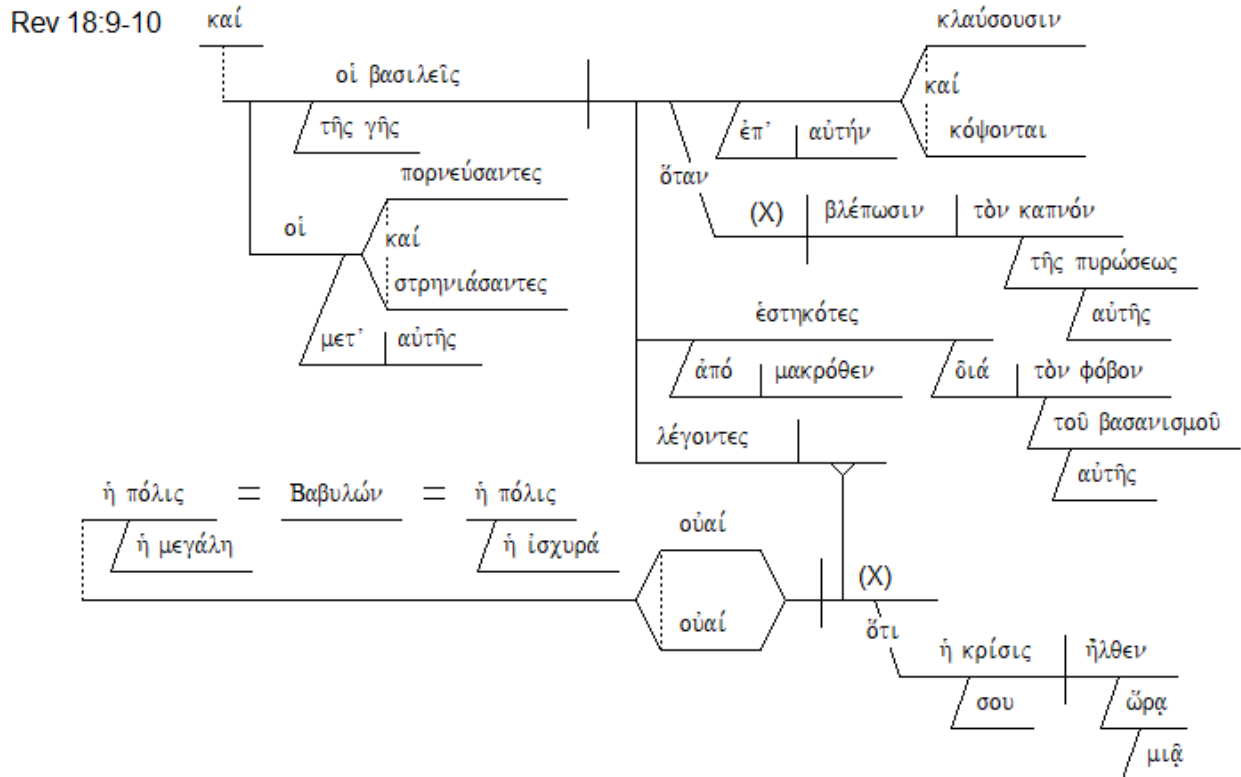 Rev 18:9-10
καί
κλαύσουσιν
οἱ βασιλεῖς
καί
τῆς γῆς
ἐπ’ αὐτήν
κόψονται
πορνεύσαντες
ὅταν
(X) βλέπωσιν τὸν καπνόν
οἱ
καί
τῆς πυρώσεως
στρηνιάσαντες
ἑστηκότες
αὐτῆς
μετ’ αὐτῆς
ἀπό μακρόθεν διά τὸν φόβον
τοῦ βασανισμοῦ
λέγοντες
αὐτῆς
ἡ πόλις = Βαβυλών = ἡ πόλις
οὐαί
ἡ μεγάλη ἡ ἰσχυρά
(X)
οὐαί
ὅτι
ἡ κρίσις ἦλθεν
σου ὥρᾳ
μιᾷ